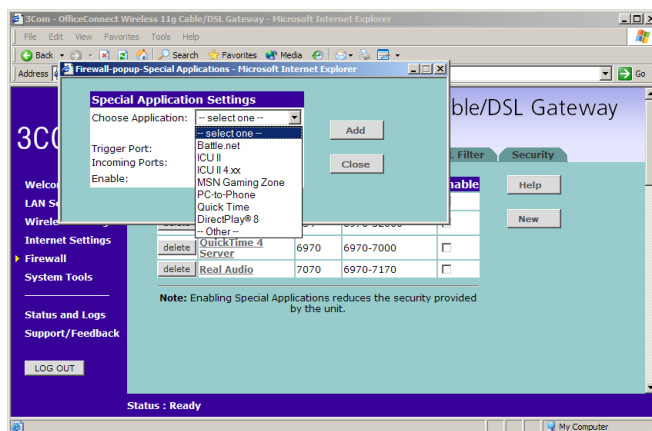 3Com - OfficeConnect Wireless 11g Cable/DSL Gateway - Microsoft Internet Explorer
File Edit View Favorites Tools Help
Back Search Favorites Media
Address Go
Firewall-popup-Special Applications - Microsoft Internet Explorer
Special Application Settings
Choose Application: -- select one --
-- select one --
Battle.net
ICU II
ICU II 4.xx
MSN Gaming Zone
PC-to-Phone
Quick Time
DirectPlay® 8
-- Other --
Trigger Port:
Incoming Ports:
Enable:
Add
Close
ble/DSL Gateway
3C
Filter Security
nable
Help
New
Welco
LAN S
Wirele
Internet Settings
Firewall
System Tools
Status and Logs
Support/Feedback
LOG OUT
delete QuickTime 4 Server 6970 6970-7000
delete Real Audio 7070 6970-7170
Note: Enabling Special Applications reduces the security provided
by the unit.
Status : Ready
My Computer